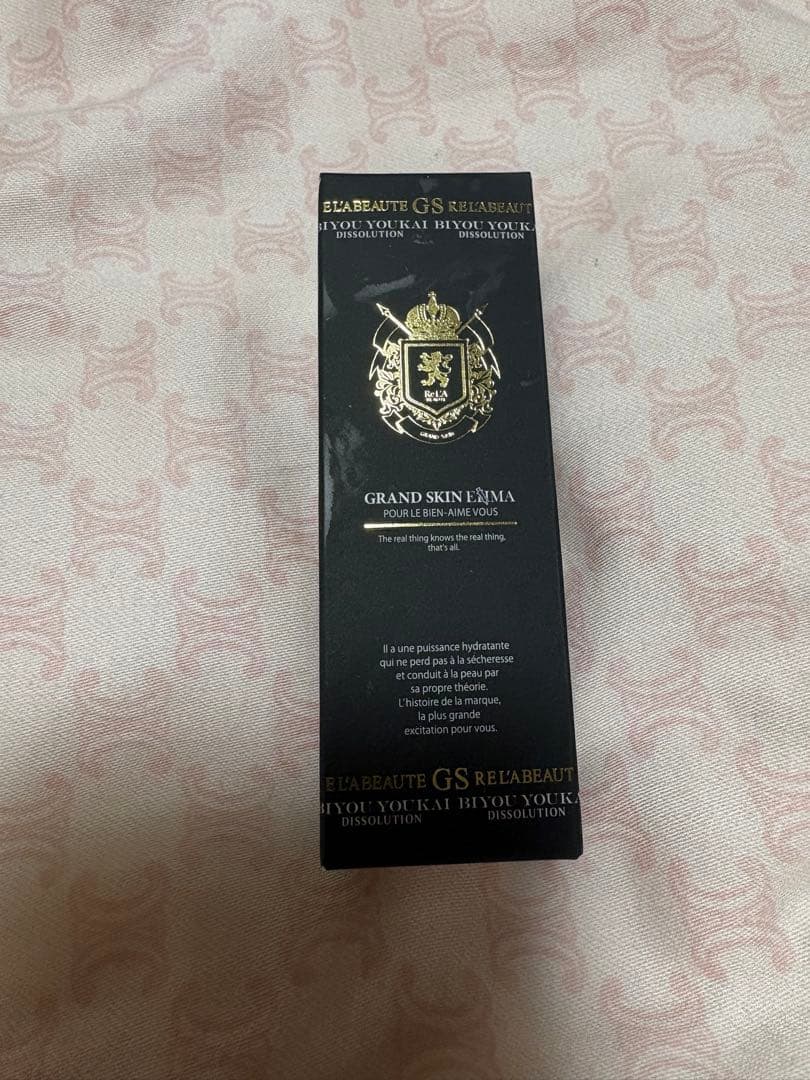 E L'ABEAUTE GS RE L'ABEAUT
BIYOU YOUKAI BIYOU YOUKA
DISSOLUTION DISSOLUTION
Re L'A
GRAND SKIN
GRAND SKIN EMMA
POUR LE BIEN-AIME VOUS
The real thing knows the real thing,
that's all.
Il a une puissance hydratante
qui ne perd pas à la sécheresse
et conduit à la peau par
sa propre théorie.
L'histoire de la marque,
la plus grande
excitation pour vous.
E L'ABEAUTE GS RE L'ABEAUT
BIYOU YOUKAI BIYOU YOUKA
DISSOLUTION DISSOLUTION